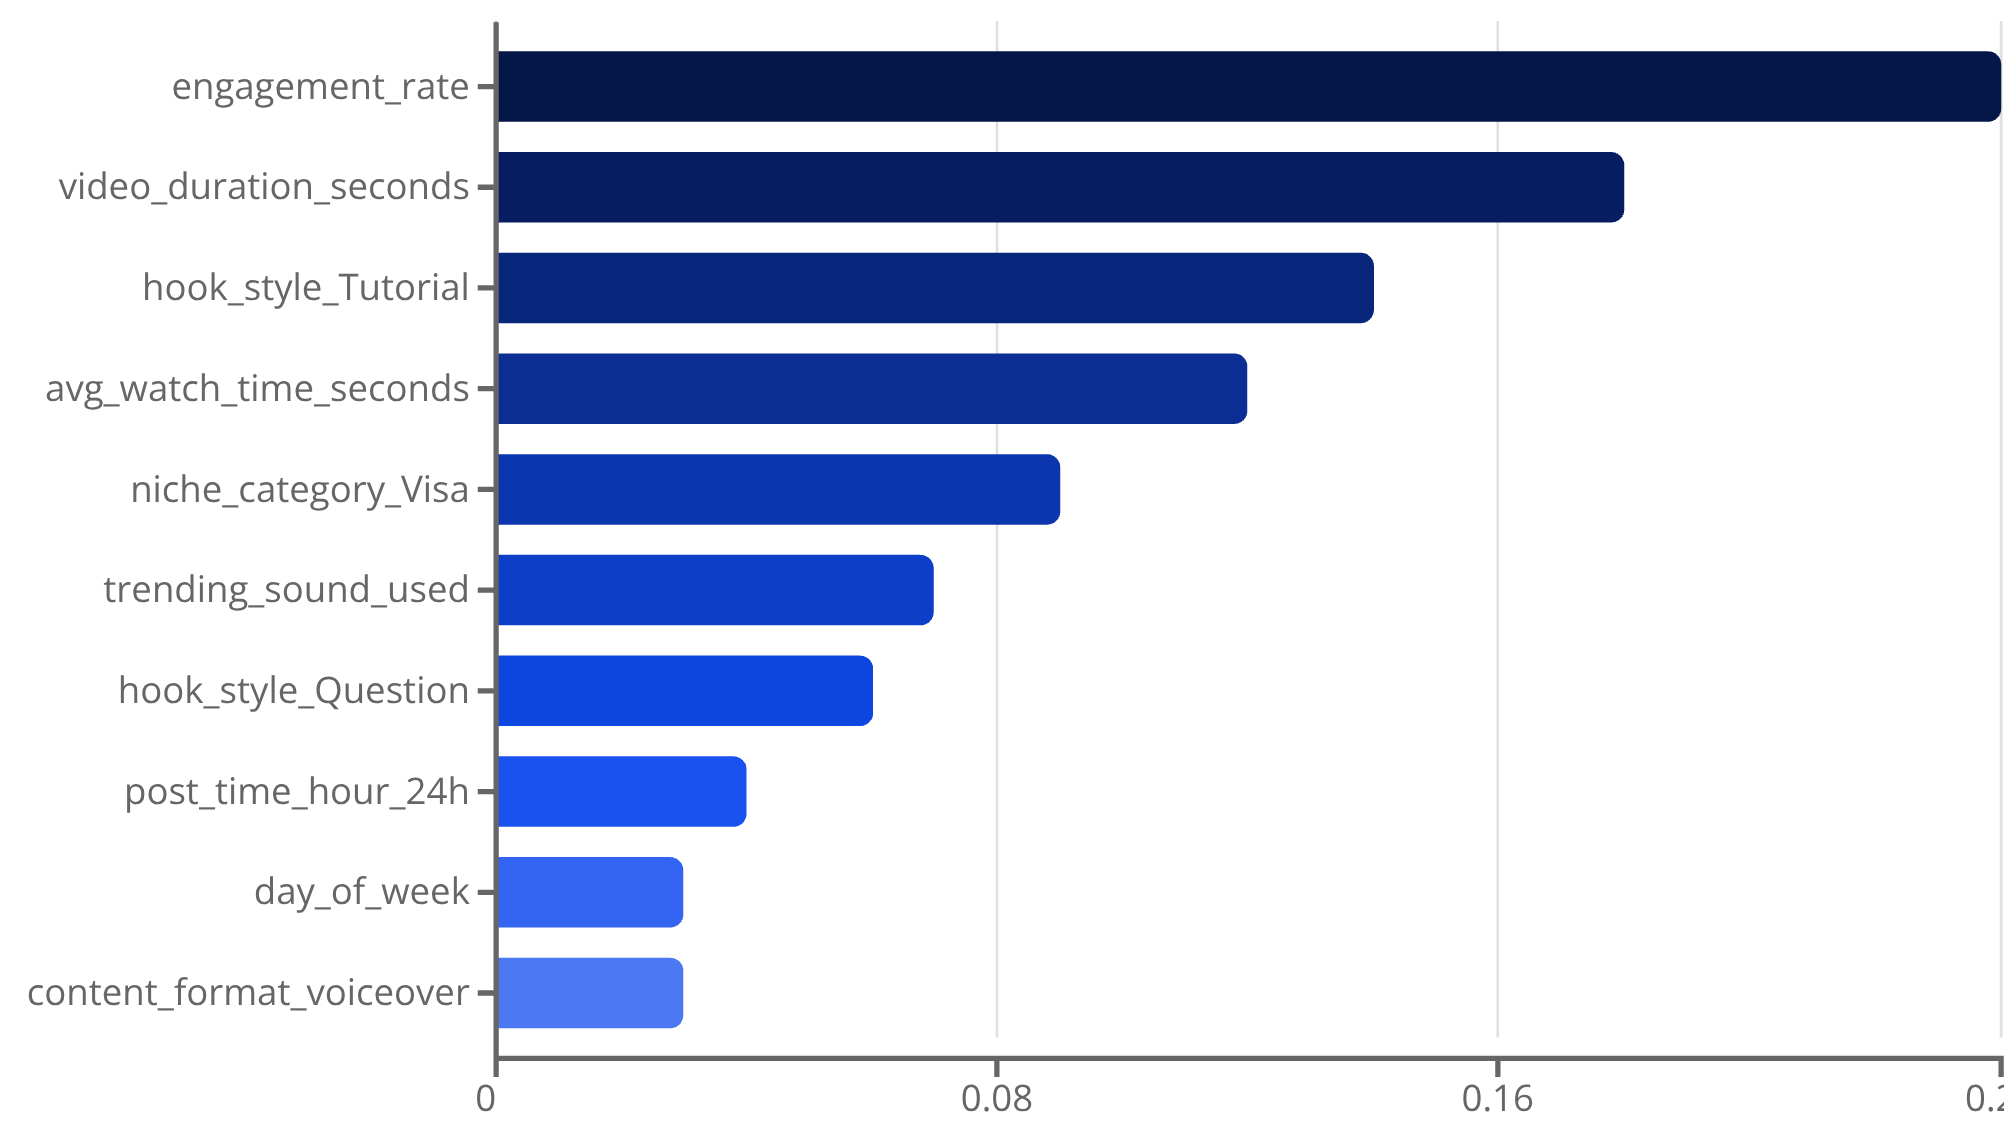 engagement_rate
video_duration_seconds
hook_style_Tutorial
avg_watch_time_seconds
niche_category_Visa
trending_sound_used
hook_style_Question
post_time_hour_24h
day_of_week
content_format_voiceover
0 0.08 0.16